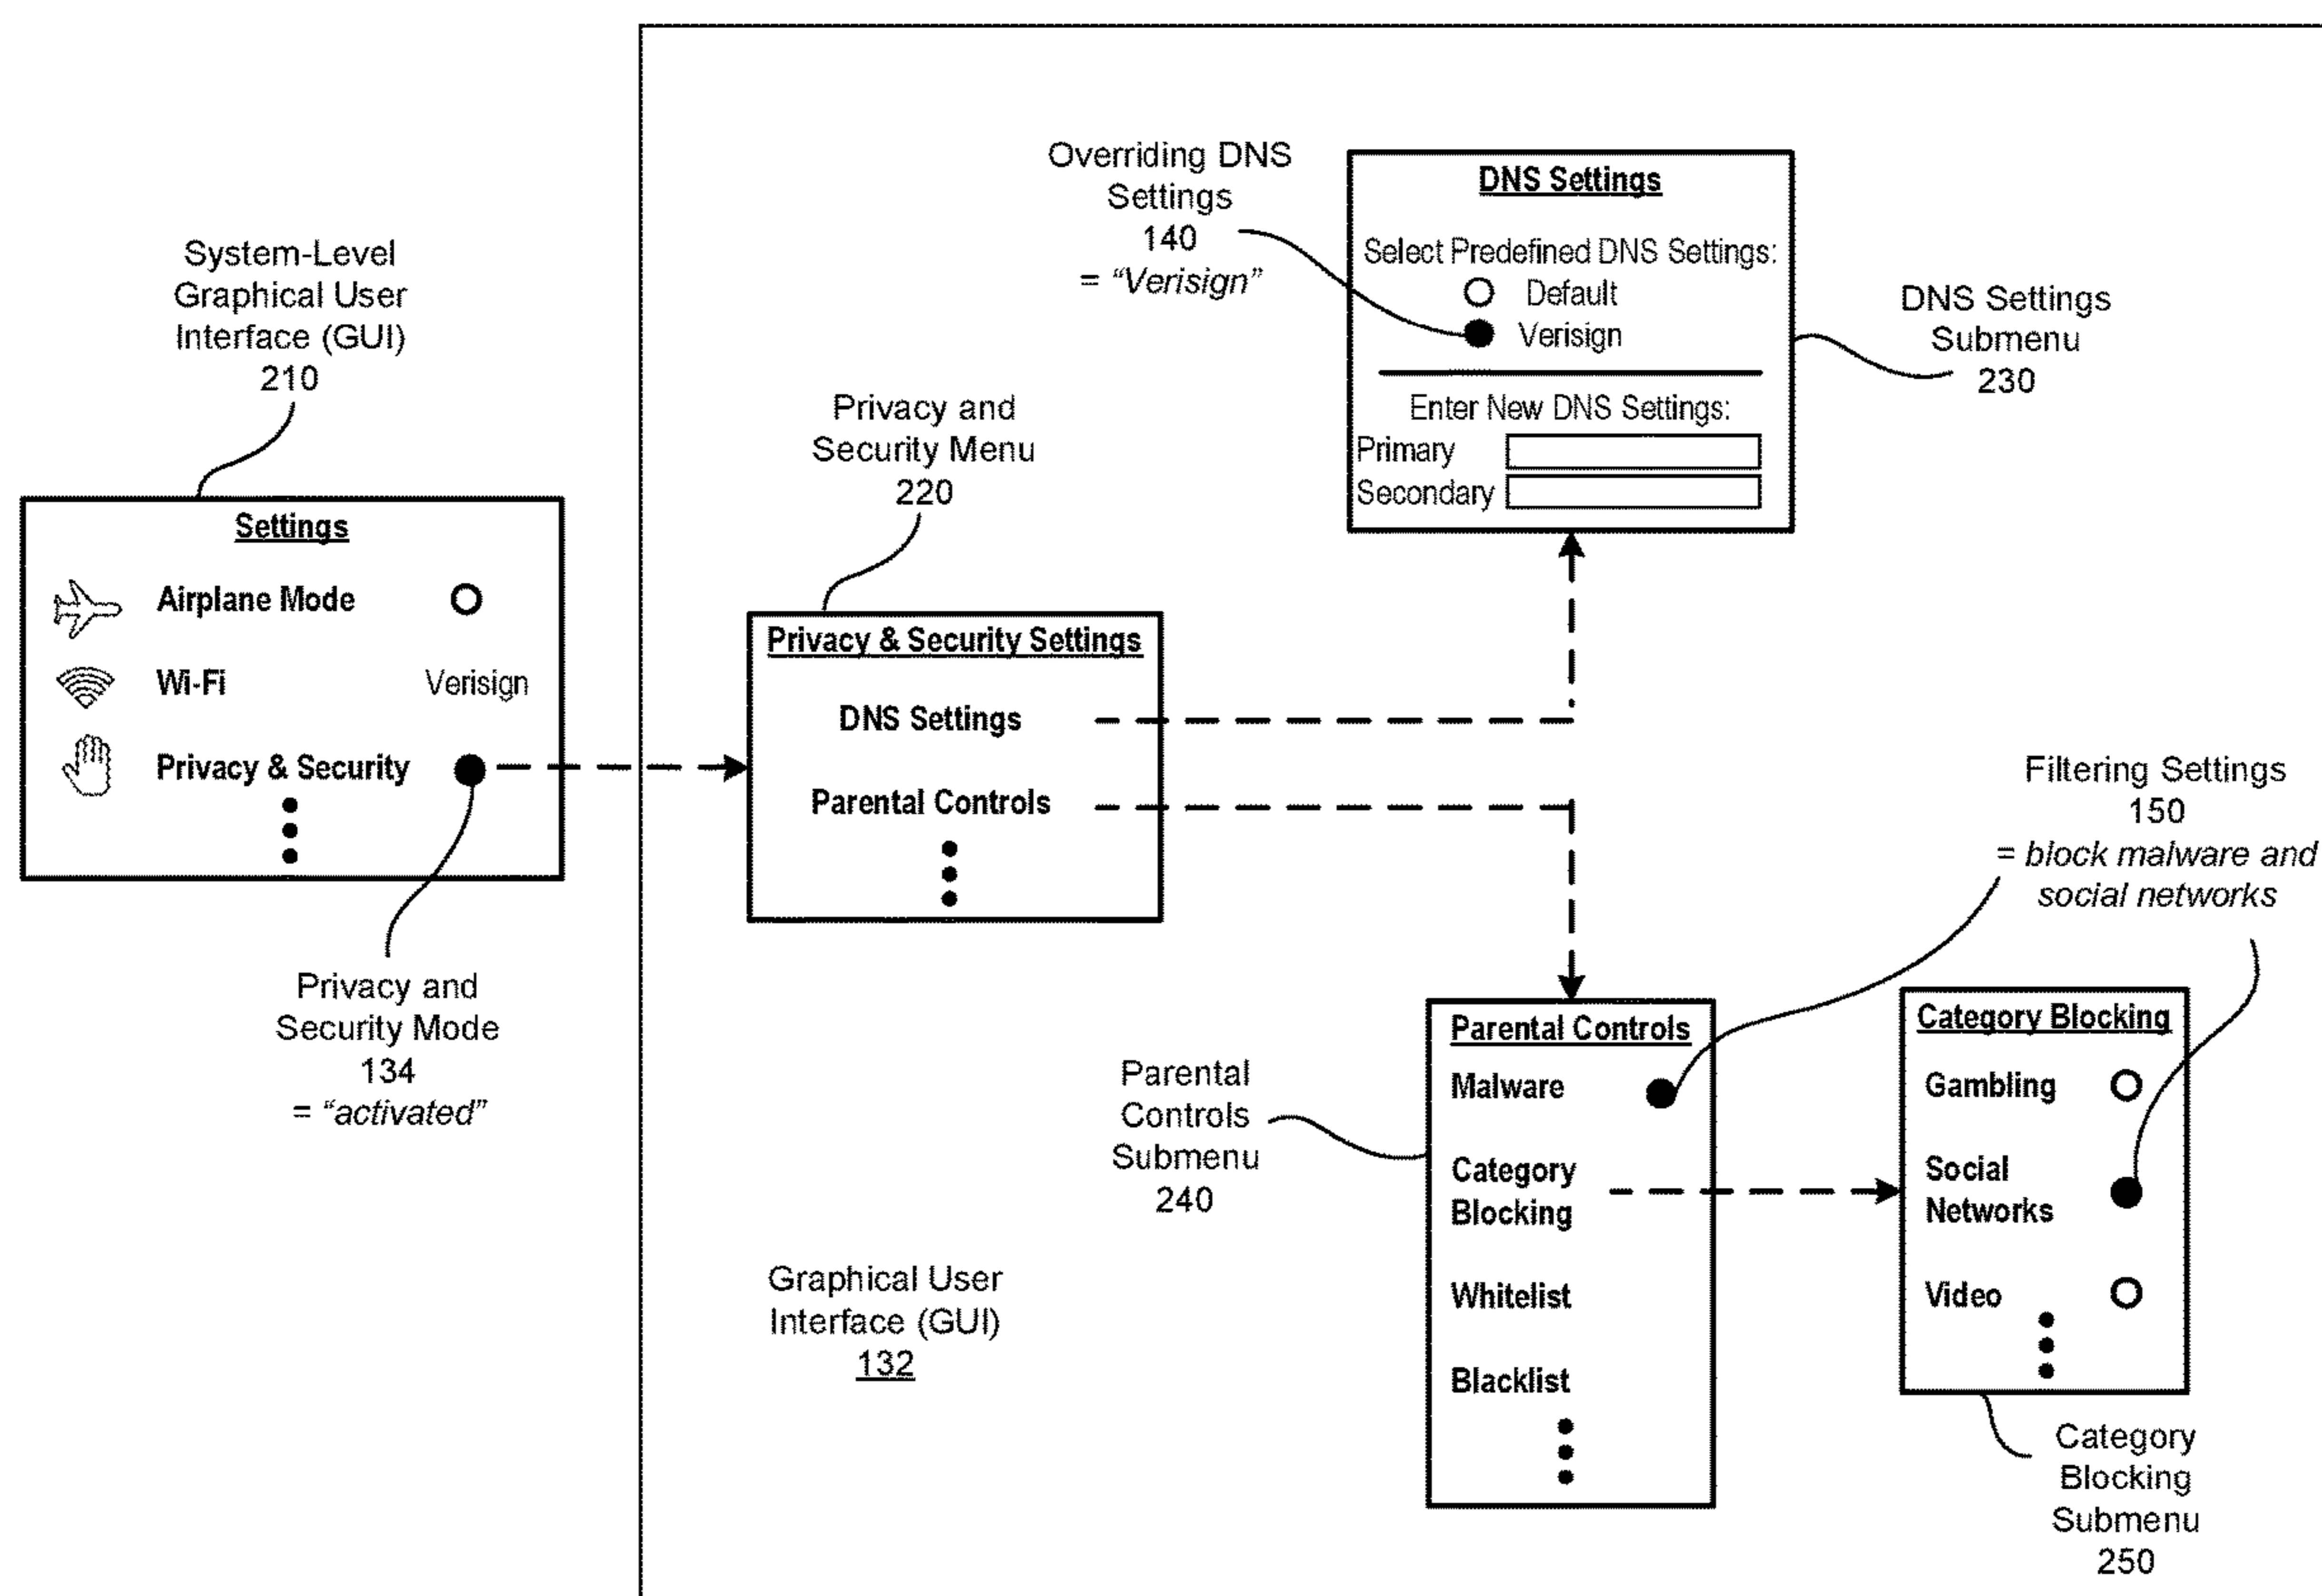 System-Level
Graphical User
Interface (GUI)
210
Settings
Airplane Mode
Wi-Fi Verisign
Privacy & Security
Privacy and
Security Mode
134
= “activated”
Privacy and
Security Menu
220
Privacy & Security Settings
DNS Settings
Parental Controls
Graphical User
Interface (GUI)
132
Overriding DNS
Settings
140
= “Verisign”
DNS Settings
Select Predefined DNS Settings:
Default
Verisign
Enter New DNS Settings:
Primary
Secondary
DNS Settings
Submenu
230
Filtering Settings
150
= block malware and
social networks
Parental
Controls
Submenu
240
Parental Controls
Malware
Category
Blocking
Whitelist
Blacklist
Category Blocking
Gambling
Social
Networks
Video
Category
Blocking
Submenu
250